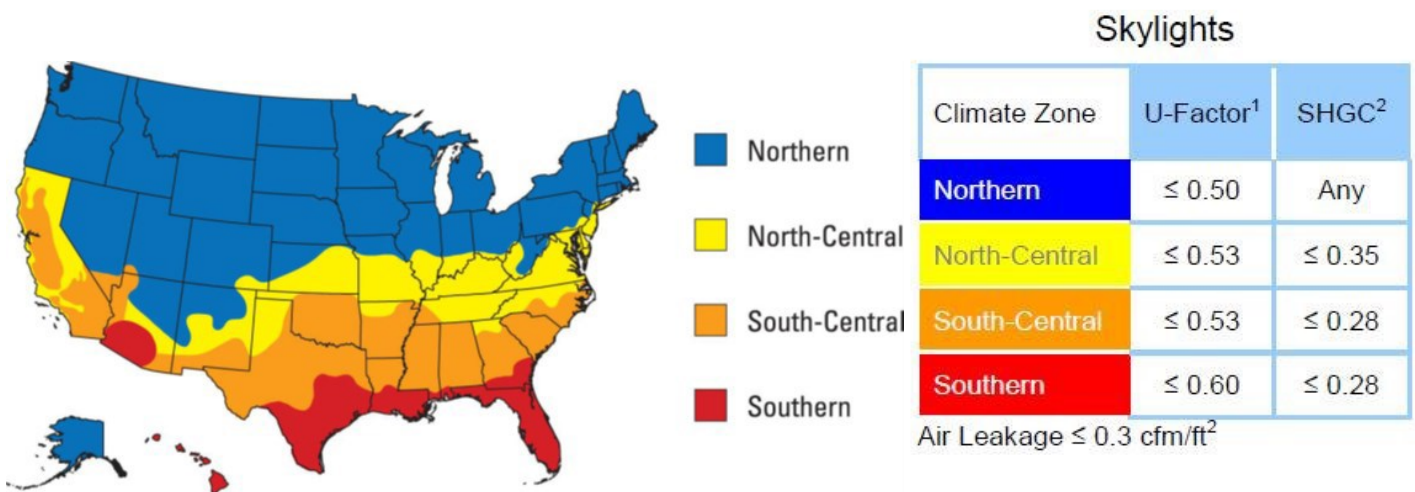 Northern
North-Central
South-Central
Southern
Skylights
Climate Zone U-Factor¹ SHGC²
Northern ≤ 0.50 Any
North-Central ≤ 0.53 ≤ 0.35
South-Central ≤ 0.53 ≤ 0.28
Southern ≤ 0.60 ≤ 0.28
Air Leakage ≤ 0.3 cfm/ft²